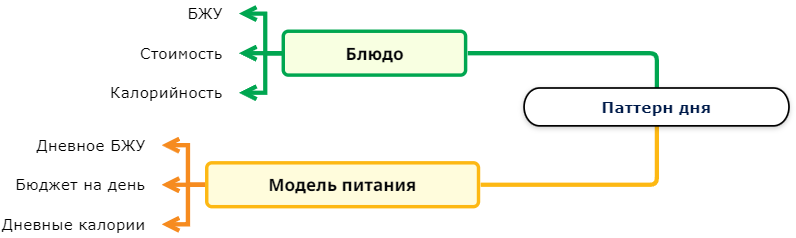 БЖУ
Стоимость
Калорийность
Блюдо
Паттерн дня
Дневное БЖУ
Бюджет на день
Дневные калории
Модель питания